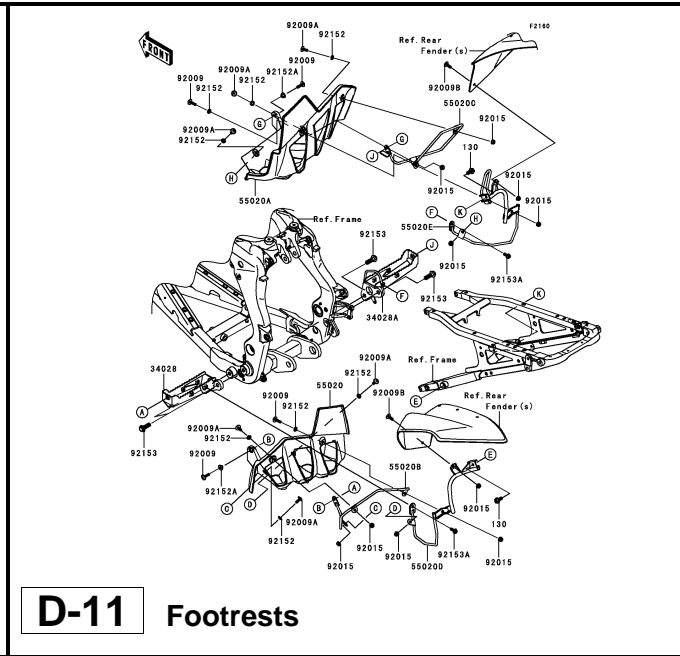 92009A
92152
F2160
FRONT
Ref.Rear
Fender(s)
92009
92152A
92009A
92152
92009
92152
92009B
55020C
92009A
92152
G
G
92015
130
J
H
55020A
92015
92015
K
92015
F
H
55020E
Ref.Frame
92153
J
92015
92153A
F
92153
34028A
K
92009A
34028
92152
Ref.Frame
55020
92009
92152
92009B
E
Ref.Rear
Fender(s)
A
92153
92009A
92152
B
92009
E
55020B
92152A
A
D
C
B
C
D
92015
130
92009A
92152
92015
92015
92015
92153A
55020D
92015
D-11 Footrests